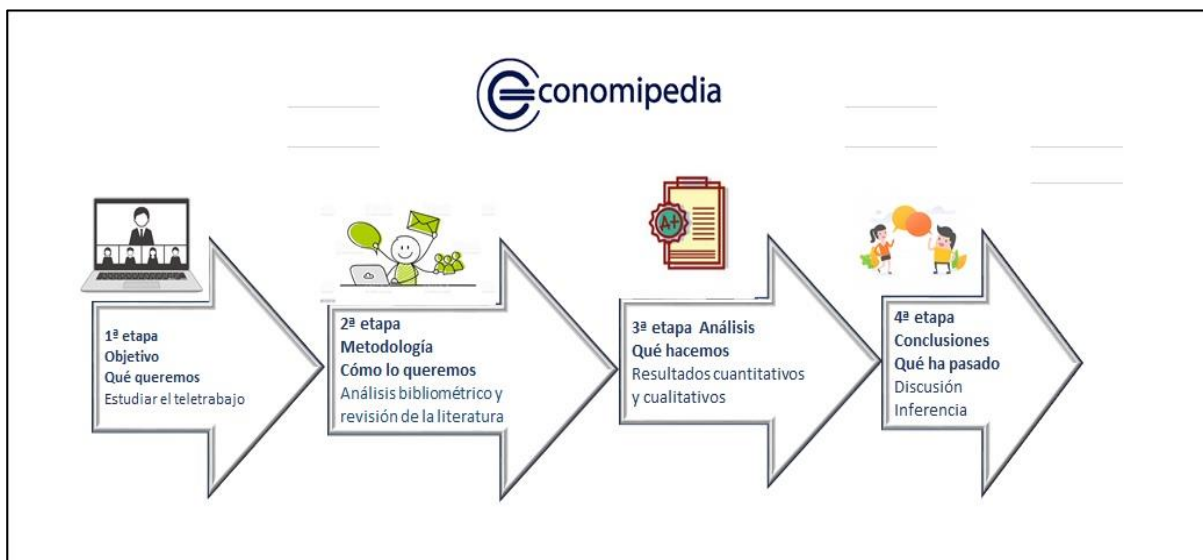 economipedia
1ª etapa
Objetivo
Qué queremos
Estudiar el teletrabajo
2ª etapa
Metodología
Cómo lo queremos
Análisis bibliométrico y
revisión de la literatura
A+
3ª etapa Análisis
Qué hacemos
Resultados cuantitativos
y cualitativos
4ª etapa
Conclusiones
Qué ha pasado
Discusión
Inferencia